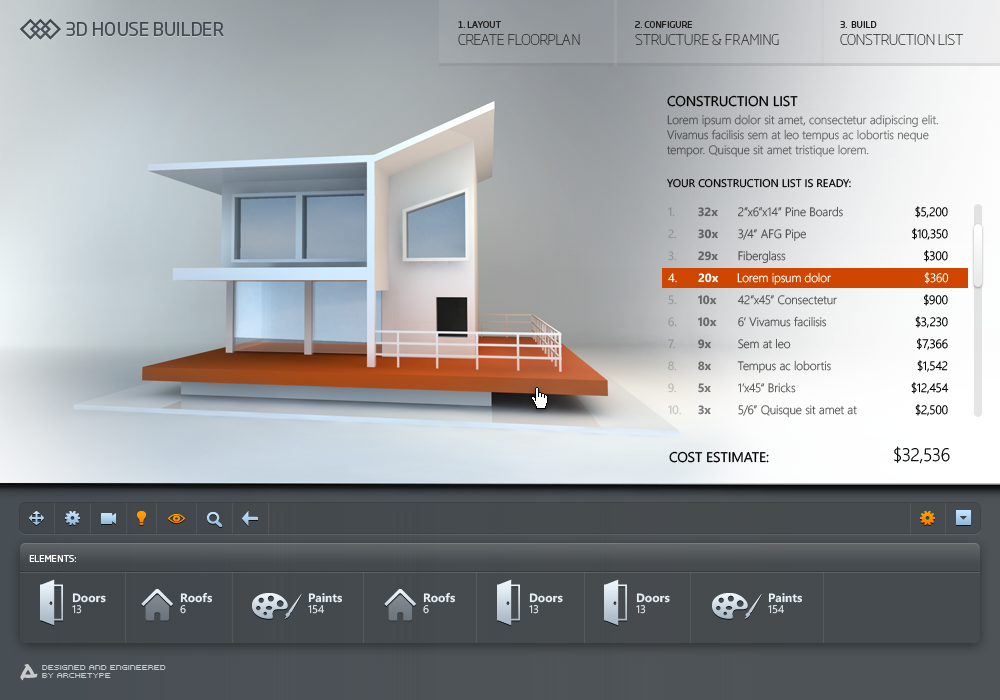 3D HOUSE BUILDER
1. LAYOUT
CREATE FLOORPLAN
2. CONFIGURE
STRUCTURE & FRAMING
3. BUILD
CONSTRUCTION LIST
CONSTRUCTION LIST
Lorem ipsum dolor sit amet, consectetur adipiscing elit.
Vivamus facilisis sem at leo tempus ac lobortis neque
tempor. Quisque sit amet tristique lorem.
YOUR CONSTRUCTION LIST IS READY:
1. 32x 2"x6"x14" Pine Boards $5,200
2. 30x 3/4" AFG Pipe $10,350
3. 29x Fiberglass $300
4. 20x Lorem ipsum dolor $360
5. 10x 42"x45" Consectetur $900
6. 10x 6' Vivamus facilisis $3,230
7. 9x Sem at leo $7,366
8. 8x Tempus ac lobortis $1,542
9. 5x 1'x45" Bricks $12,454
10. 3x 5/6" Quisque sit amet at $2,500
COST ESTIMATE: $32,536
ELEMENTS:
Doors
13
Roofs
6
Paints
154
Roofs
6
Doors
13
Doors
13
Paints
154
DESIGNED AND ENGINEERED
BY ARCHETYPE